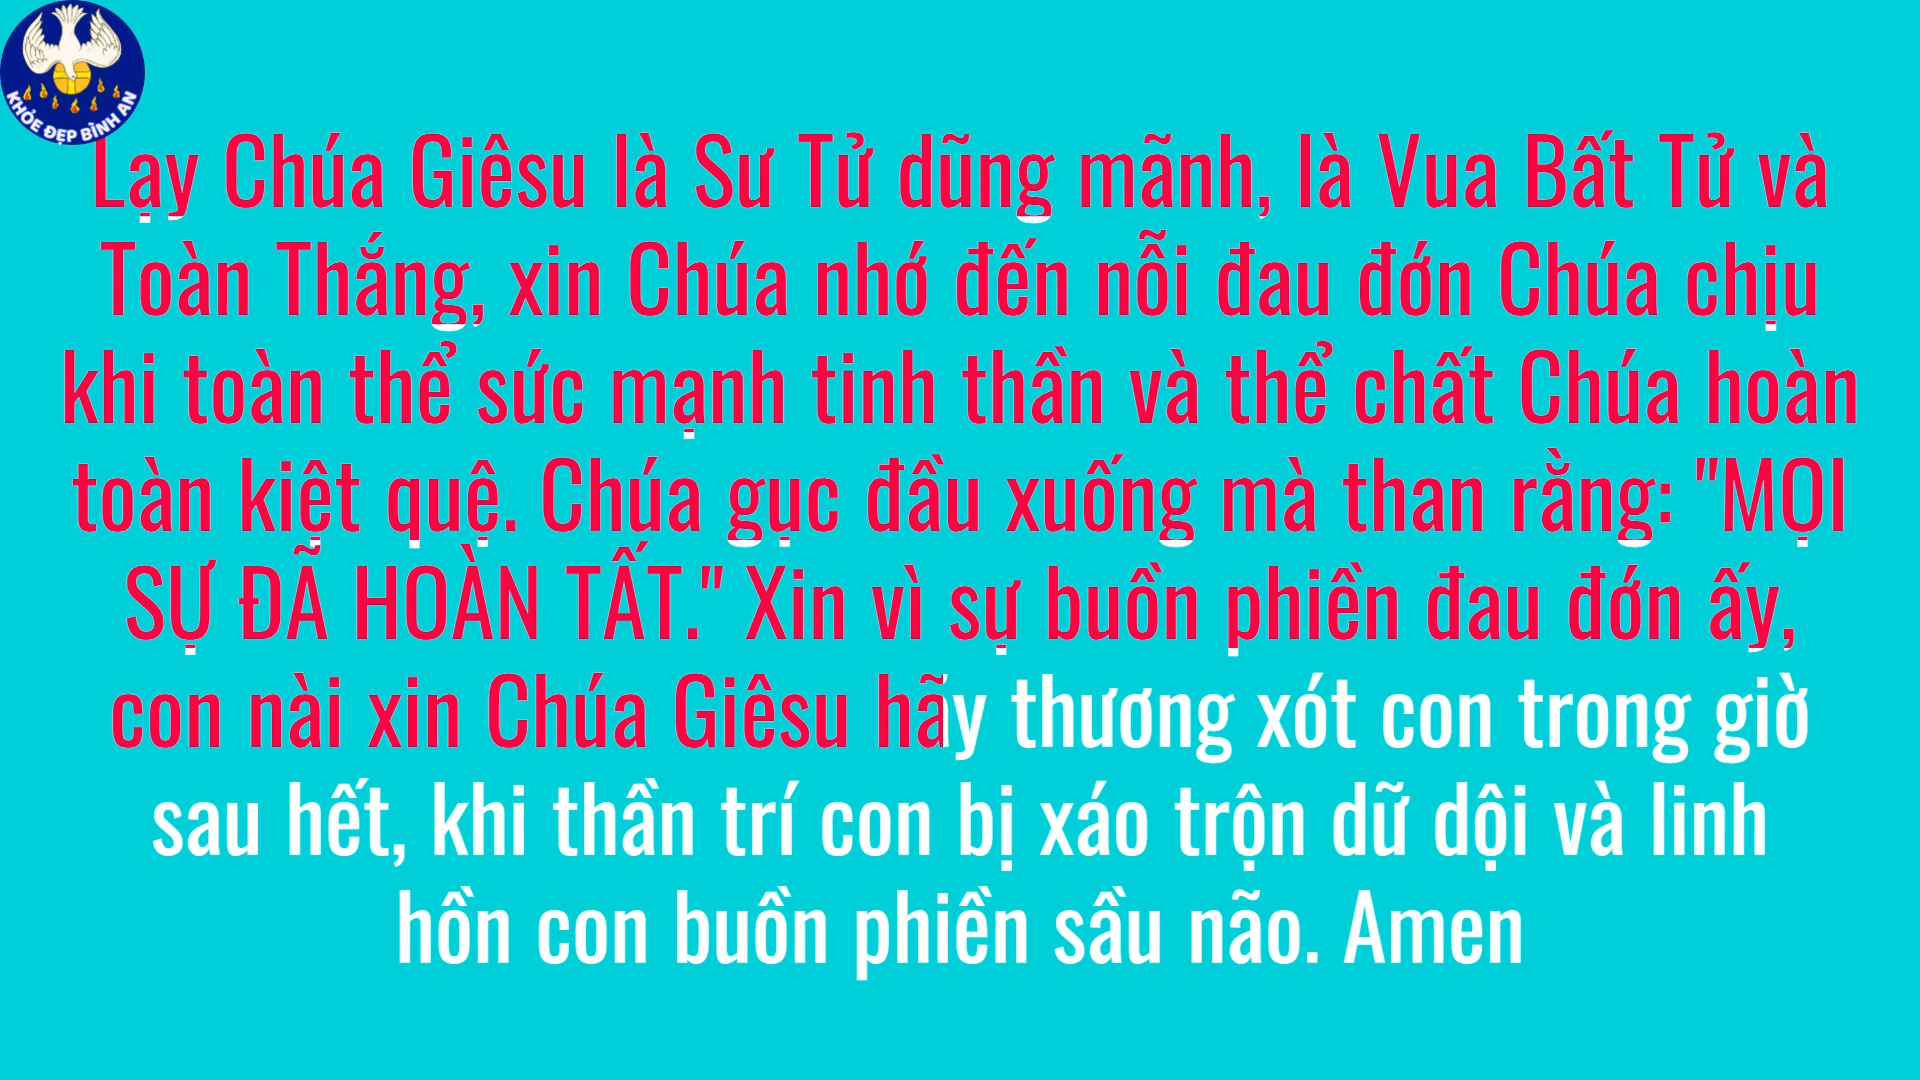 KHỎE ĐẸP BÌNH AN
Lạy Chúa Giêsu là Sư Tử dũng mãnh, là Vua Bất Tử và
Toàn Thắng, xin Chúa nhớ đến nỗi đau đớn Chúa chịu
khi toàn thể sức mạnh tinh thần và thể chất Chúa hoàn
toàn kiệt quệ. Chúa gục đầu xuống mà than rằng: "MỌI
SỰ ĐÃ HOÀN TẤT." Xin vì sự buồn phiền đau đớn ấy,
con nài xin Chúa Giêsu hãy thương xót con trong giờ
sau hết, khi thần trí con bị xáo trộn dữ dội và linh
hồn con buồn phiền sầu não. Amen